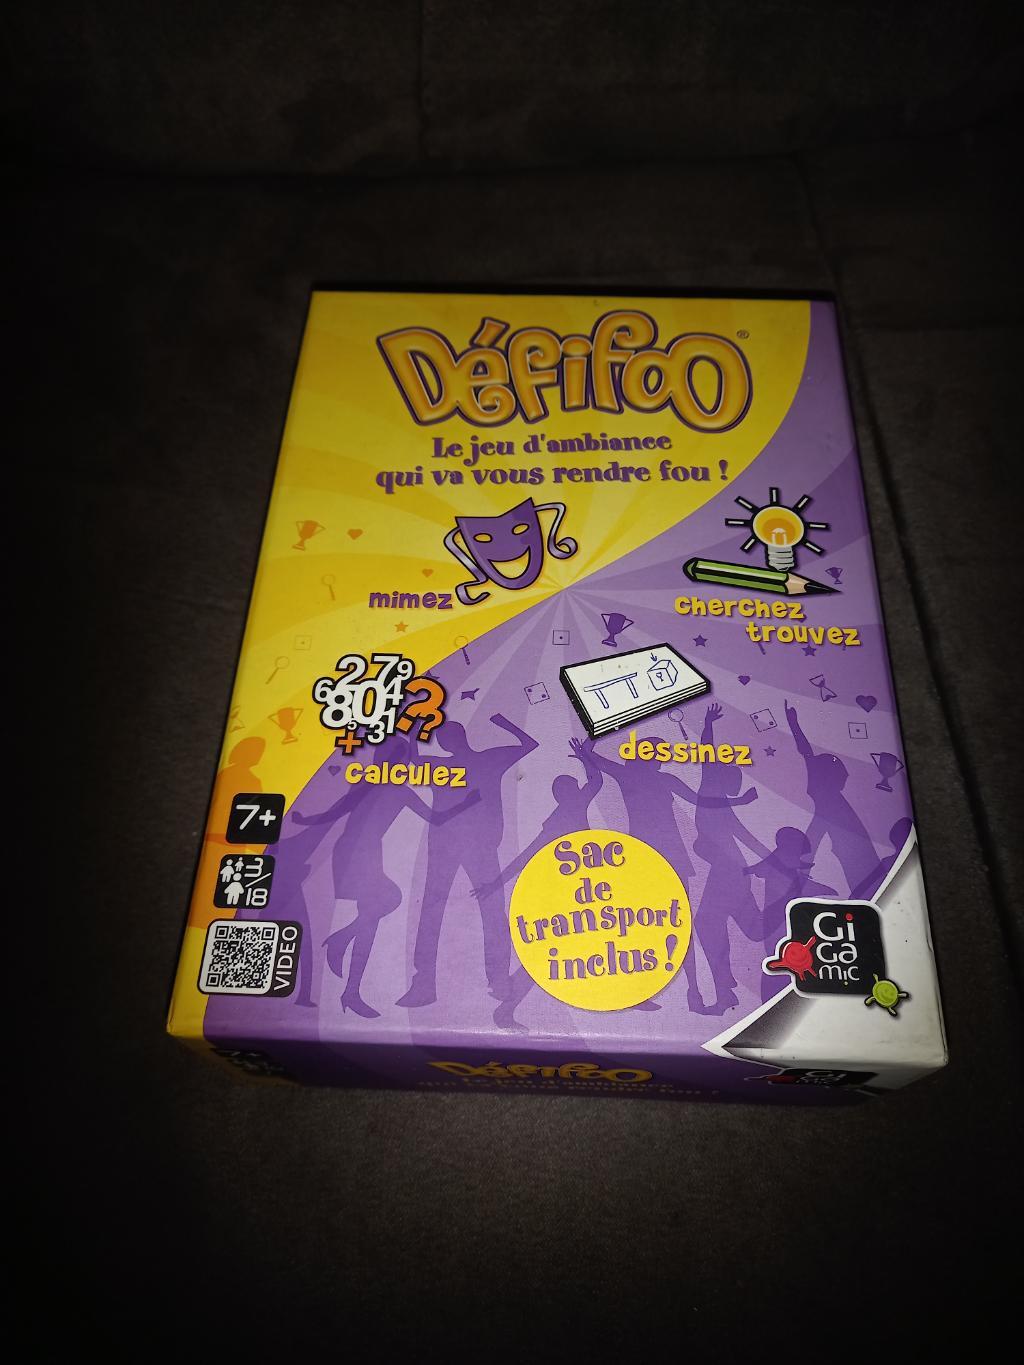 Défifoo®
Le jeu d'ambiance
qui va vous rendre fou !
mimez
cherchez
trouvez
calculez
dessinez
7+
3/18
VIDEO
Sac
de
transport
inclus !
Gi
Ga
mic
Défifoo